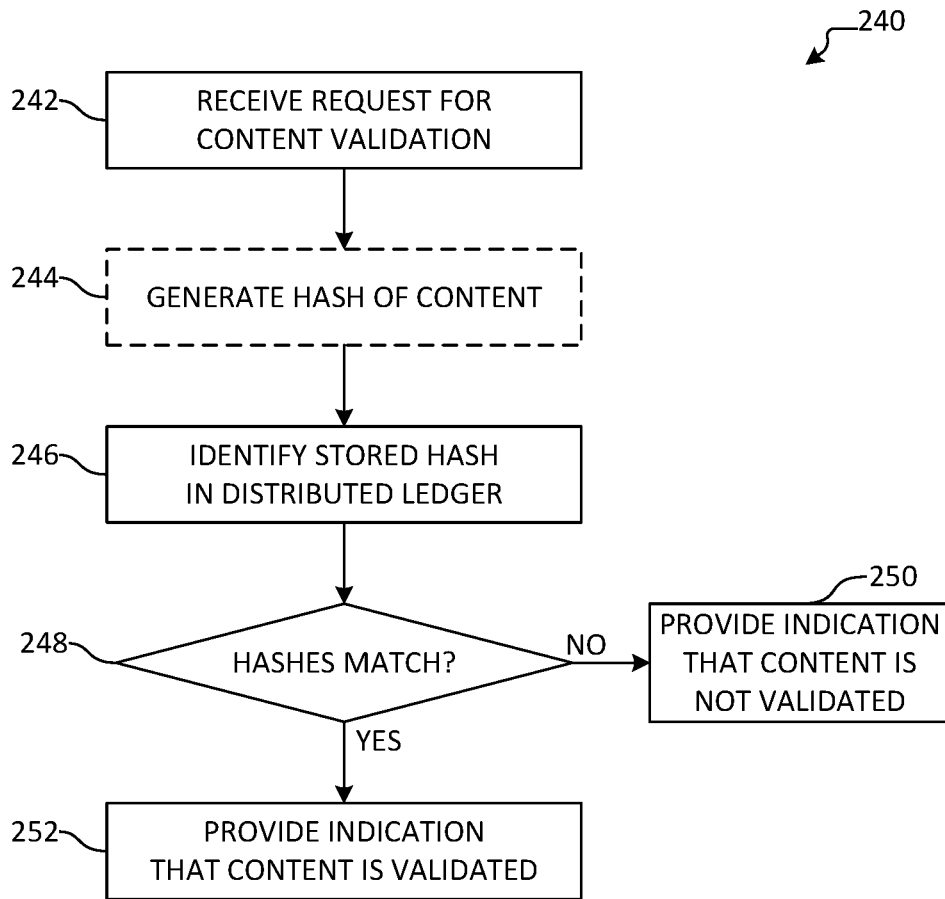 240
242
RECEIVE REQUEST FOR
CONTENT VALIDATION
244
GENERATE HASH OF CONTENT
246
IDENTIFY STORED HASH
IN DISTRIBUTED LEDGER
248
HASHES MATCH?
NO
250
PROVIDE INDICATION
THAT CONTENT IS
NOT VALIDATED
YES
252
PROVIDE INDICATION
THAT CONTENT IS VALIDATED